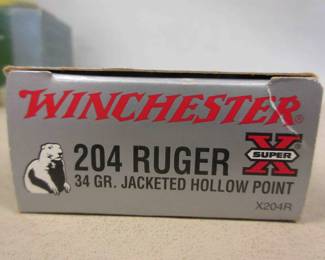 WINCHESTER®
204 RUGER
SUPER X
34 GR. JACKETED HOLLOW POINT
X204R